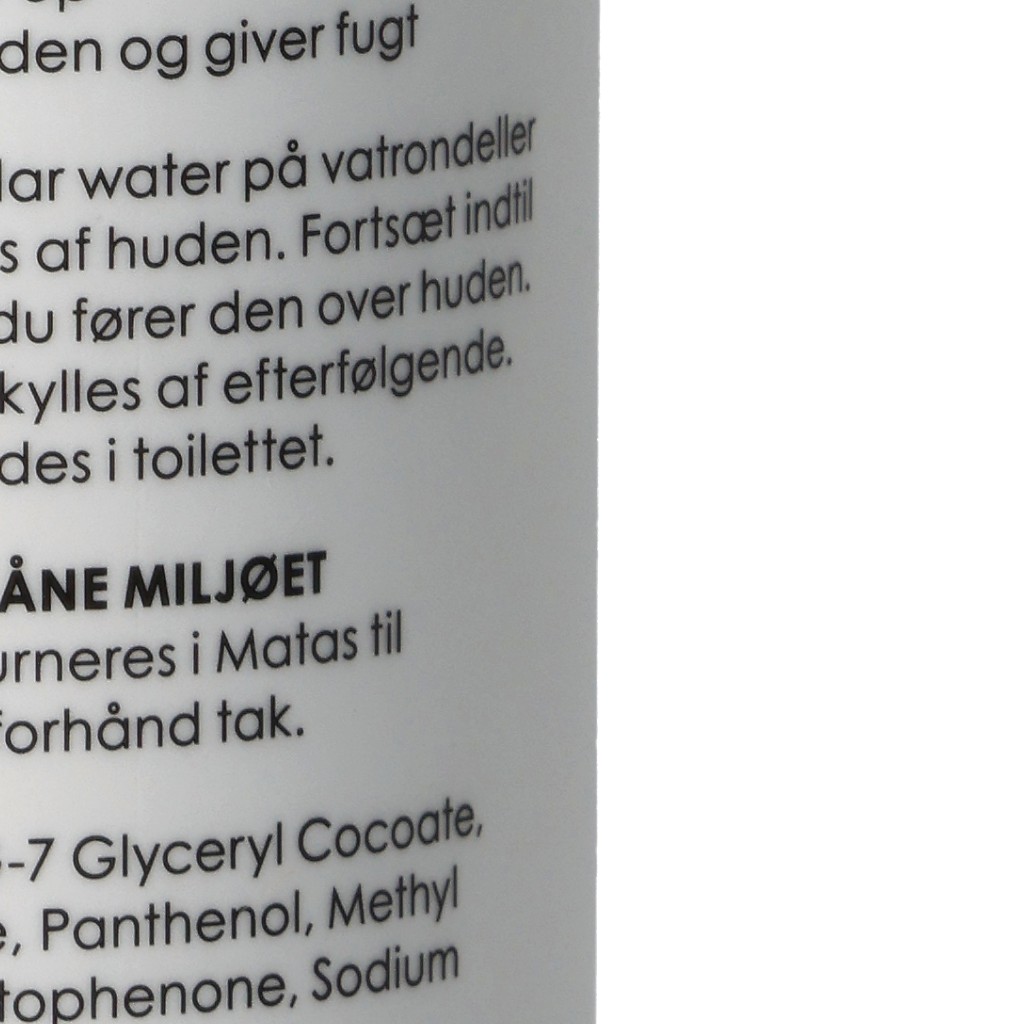 den og giver fugt
lar water på vatrondeller
s af huden. Fortsæt indtil
du fører den over huden.
kylles af efterfølgende.
des i toilettet.
ÅNE MILJØET
urneres i Matas til
forhånd tak.
-7 Glyceryl Cocoate,
e, Panthenol, Methyl
tophenone, Sodium